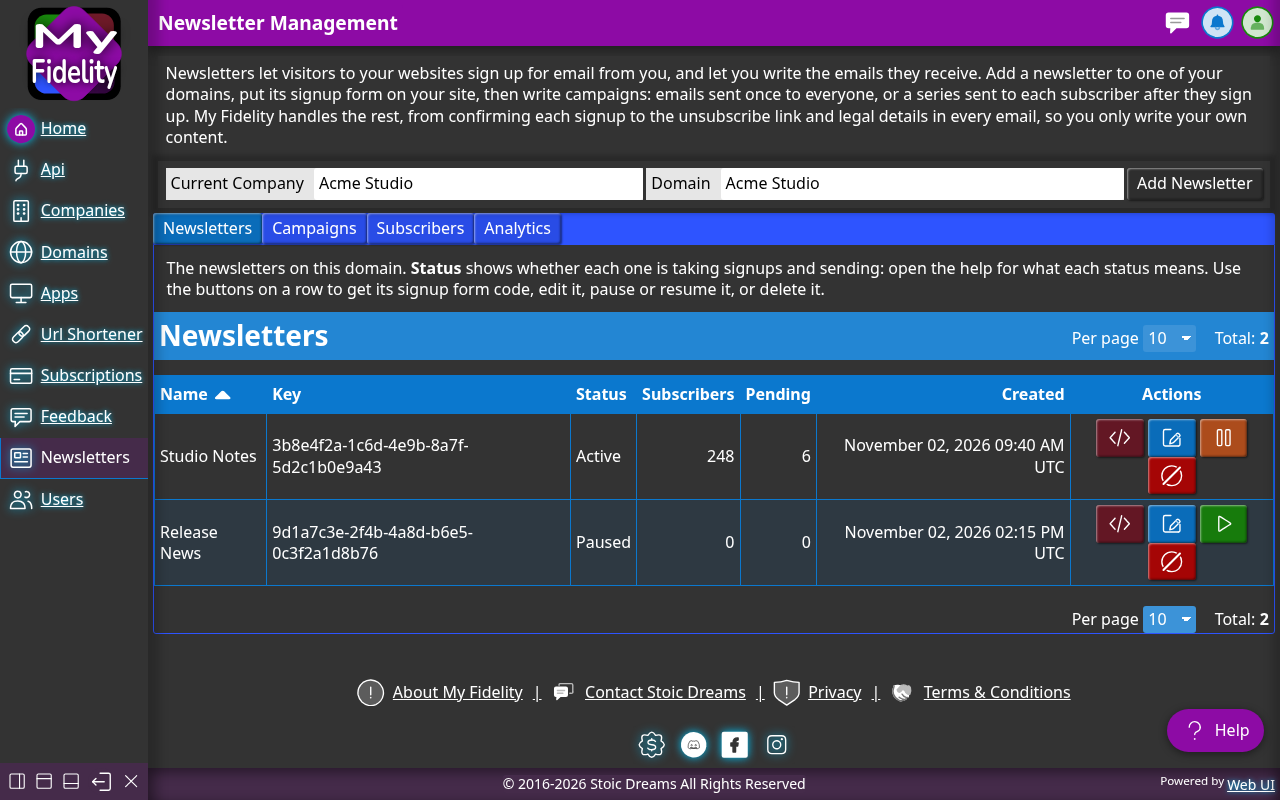 My
Fidelity
Newsletter Management
Home
Api
Companies
Domains
Apps
Url Shortener
Subscriptions
Feedback
Newsletters
Users
Newsletters let visitors to your websites sign up for email from you, and let you write the emails they receive. Add a newsletter to one of your
domains, put its signup form on your site, then write campaigns: emails sent once to everyone, or a series sent to each subscriber after they sign
up. My Fidelity handles the rest, from confirming each signup to the unsubscribe link and legal details in every email, so you only write your own
content.
Current Company Acme Studio Domain Acme Studio Add Newsletter
Newsletters Campaigns Subscribers Analytics
The newsletters on this domain. Status shows whether each one is taking signups and sending: open the help for what each status means. Use
the buttons on a row to get its signup form code, edit it, pause or resume it, or delete it.
Newsletters Per page 10 Total: 2
Name Key Status Subscribers Pending Created Actions
Studio Notes 3b8e4f2a-1c6d-4e9b-8a7f-
5d2c1b0e9a43 Active 248 6 November 02, 2026 09:40 AM
UTC
Release
News 9d1a7c3e-2f4b-4a8d-b6e5-
0c3f2a1d8b76 Paused 0 0 November 02, 2026 02:15 PM
UTC
Per page 10 Total: 2
About My Fidelity | Contact Stoic Dreams | Privacy | Terms & Conditions
Help
© 2016-2026 Stoic Dreams All Rights Reserved
Powered by Web UI